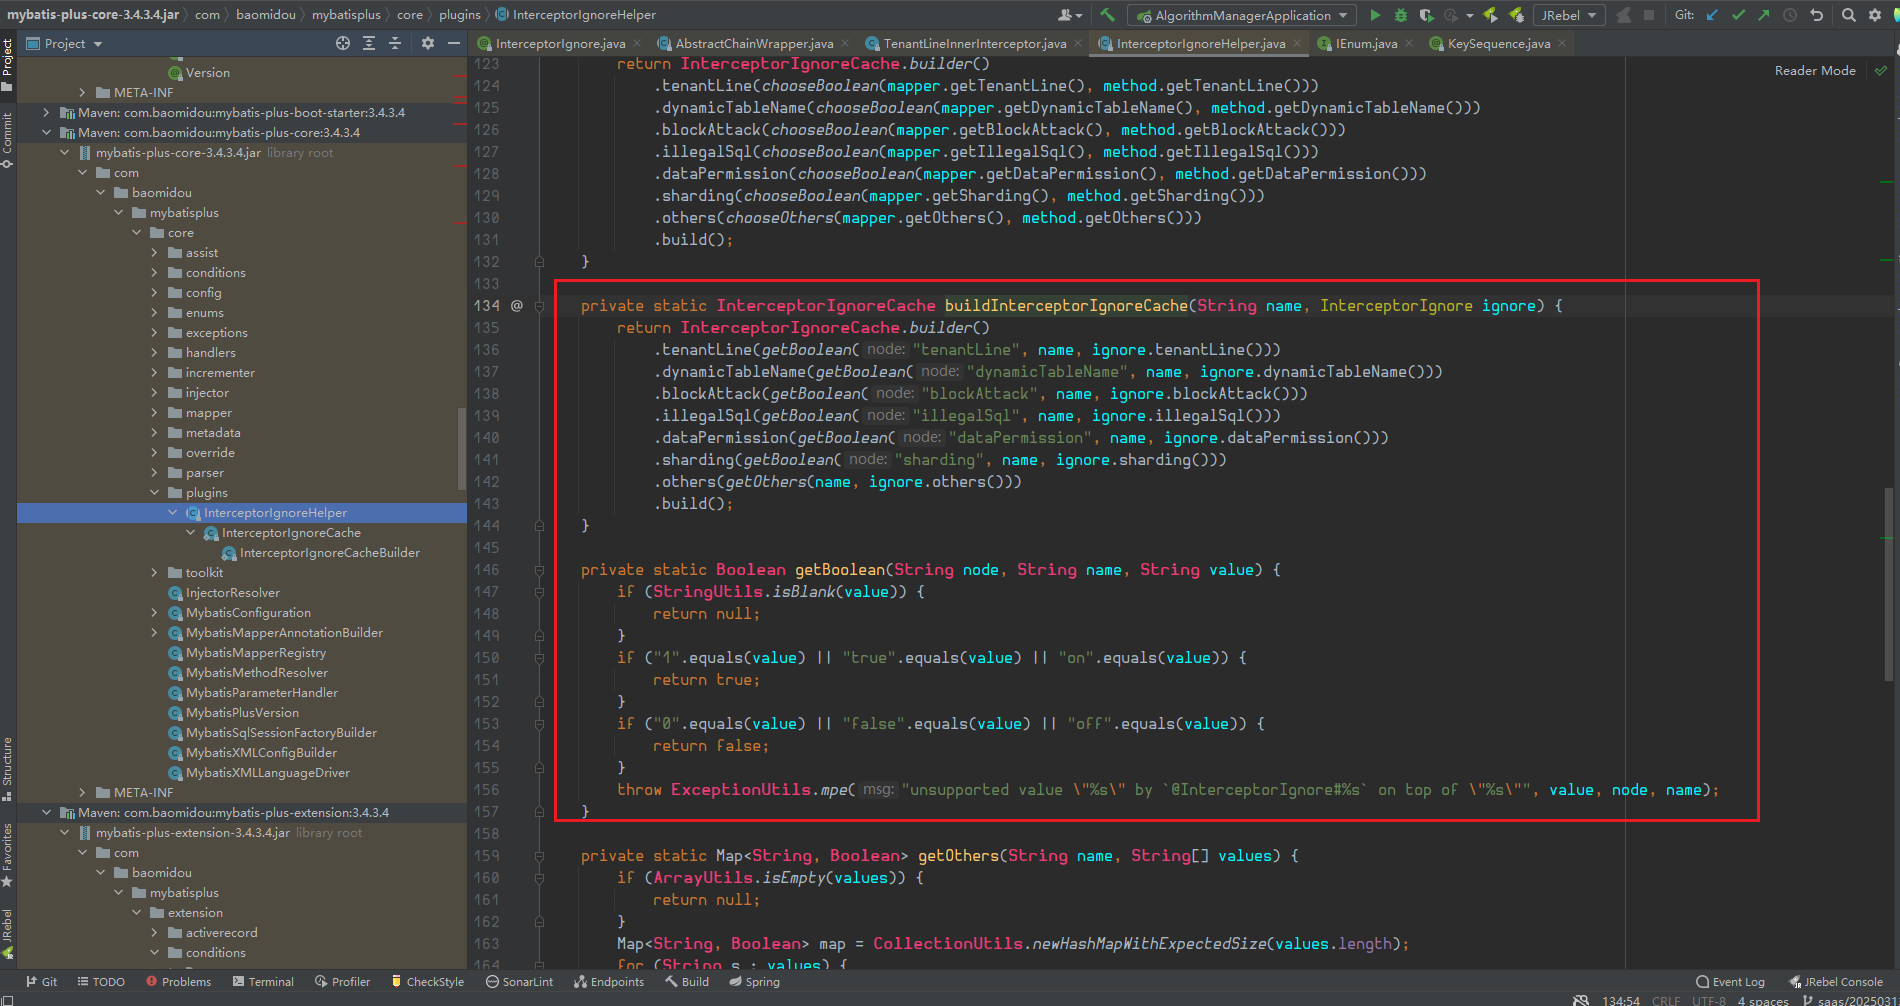 mybatis-plus-core-3.4.3.4.jar com baomidou mybatisplus core plugins InterceptorIgnoreHelper
AlgorithmManagerApplication JRebel Git:
Project
InterceptorIgnore.java AbstractChainWrapper.java TenantLineInnerInterceptor.java InterceptorIgnoreHelper.java IEnum.java KeySequence.java
Reader Mode
Project
Commit
Structure
Favorites
JRebel
Version
META-INF
Maven: com.baomidou:mybatis-plus-boot-starter:3.4.3.4
Maven: com.baomidou:mybatis-plus-core:3.4.3.4
mybatis-plus-core-3.4.3.4.jar library root
com
baomidou
mybatisplus
core
assist
conditions
config
enums
exceptions
handlers
incrementer
injector
mapper
metadata
override
parser
plugins
InterceptorIgnoreHelper
InterceptorIgnoreCache
InterceptorIgnoreCacheBuilder
toolkit
InjectorResolver
MybatisConfiguration
MybatisMapperAnnotationBuilder
MybatisMapperRegistry
MybatisMethodResolver
MybatisParameterHandler
MybatisPlusVersion
MybatisSqlSessionFactoryBuilder
MybatisXMLConfigBuilder
MybatisXMLLanguageDriver
META-INF
Maven: com.baomidou:mybatis-plus-extension:3.4.3.4
mybatis-plus-extension-3.4.3.4.jar library root
com
baomidou
mybatisplus
extension
activerecord
conditions
123 return InterceptorIgnoreCache.builder()
124 .tenantLine(chooseBoolean(mapper.getTenantLine(), method.getTenantLine()))
125 .dynamicTableName(chooseBoolean(mapper.getDynamicTableName(), method.getDynamicTableName()))
126 .blockAttack(chooseBoolean(mapper.getBlockAttack(), method.getBlockAttack()))
127 .illegalSql(chooseBoolean(mapper.getIllegalSql(), method.getIllegalSql()))
128 .dataPermission(chooseBoolean(mapper.getDataPermission(), method.getDataPermission()))
129 .sharding(chooseBoolean(mapper.getSharding(), method.getSharding()))
130 .others(chooseOthers(mapper.getOthers(), method.getOthers()))
131 .build();
132 }
133
134 @ private static InterceptorIgnoreCache buildInterceptorIgnoreCache(String name, InterceptorIgnore ignore) {
135 return InterceptorIgnoreCache.builder()
136 .tenantLine(getBoolean( node: "tenantLine", name, ignore.tenantLine()))
137 .dynamicTableName(getBoolean( node: "dynamicTableName", name, ignore.dynamicTableName()))
138 .blockAttack(getBoolean( node: "blockAttack", name, ignore.blockAttack()))
139 .illegalSql(getBoolean( node: "illegalSql", name, ignore.illegalSql()))
140 .dataPermission(getBoolean( node: "dataPermission", name, ignore.dataPermission()))
141 .sharding(getBoolean( node: "sharding", name, ignore.sharding()))
142 .others(getOthers(name, ignore.others()))
143 .build();
144 }
145
146 private static Boolean getBoolean(String node, String name, String value) {
147 if (StringUtils.isBlank(value)) {
148 return null;
149 }
150 if ("1".equals(value) || "true".equals(value) || "on".equals(value)) {
151 return true;
152 }
153 if ("0".equals(value) || "false".equals(value) || "off".equals(value)) {
154 return false;
155 }
156 throw ExceptionUtils.mpe( msg: "unsupported value \"%s\" by `@InterceptorIgnore#%s` on top of \"%s\"", value, node, name);
157 }
158
159 private static Map<String, Boolean> getOthers(String name, String[] values) {
160 if (ArrayUtils.isEmpty(values)) {
161 return null;
162 }
163 Map<String, Boolean> map = CollectionUtils.newHashMapWithExpectedSize(values.length);
164 for (String s : values) {
Git TODO Problems Terminal Profiler CheckStyle SonarLint Endpoints Build Spring Event Log JRebel Console
134:54 CRLF UTF-8 4 spaces saas/20250311